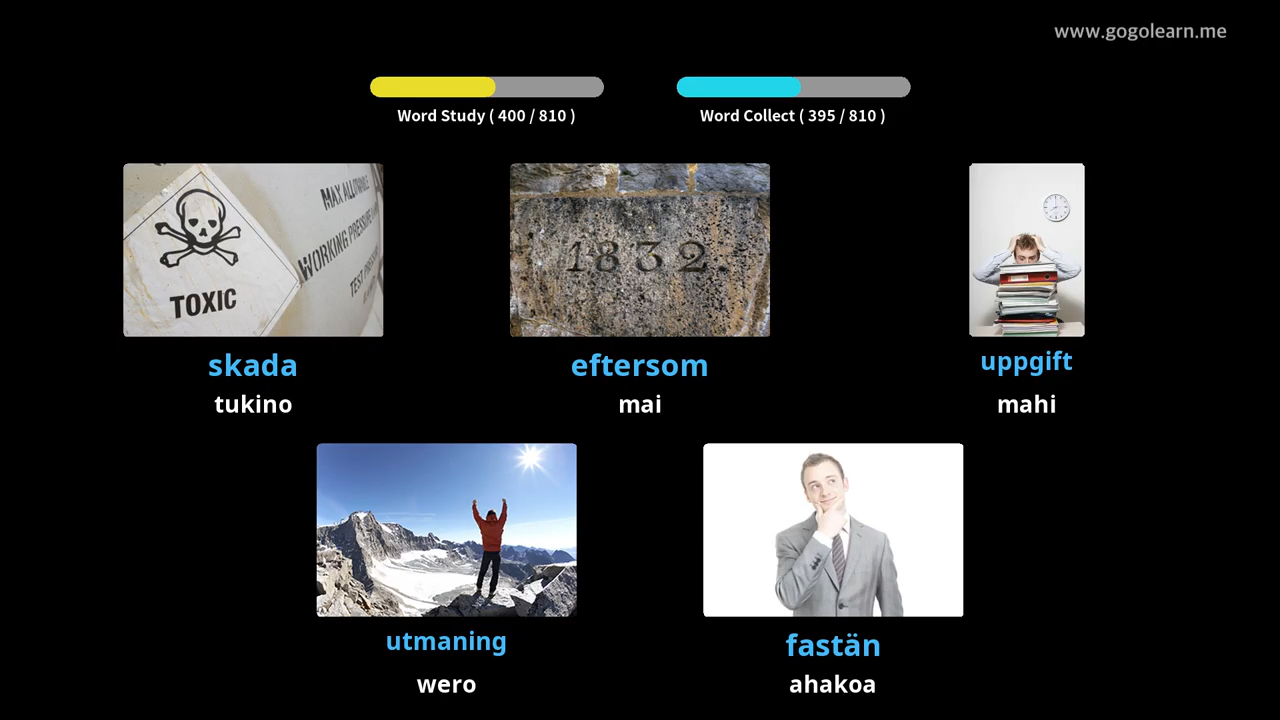 www.gogolearn.me
Word Study ( 400 / 810 )
Word Collect ( 395 / 810 )
MAX ALLOWABLE
WORKING PRESSURE
TEST
TOXIC
1832.
skada
eftersom
uppgift
tukino
mai
mahi
utmaning
fastän
wero
ahakoa